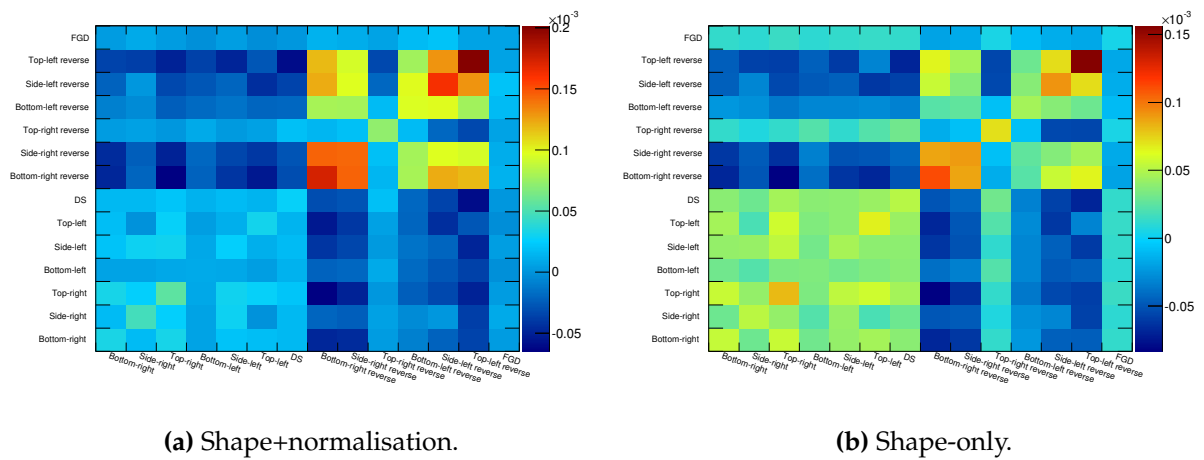 ×10⁻³
FGD
Top-left reverse
Side-left reverse
Bottom-left reverse
Top-right reverse
Side-right reverse
Bottom-right reverse
DS
Top-left
Side-left
Bottom-left
Top-right
Side-right
Bottom-right
Bottom-right
Side-right
Top-right
Bottom-left
Side-left
Top-left
DS
Bottom-right reverse
Side-right reverse
Top-right reverse
Bottom-left reverse
Side-left reverse
Top-left reverse
FGD
0.2
0.15
0.1
0.05
0
-0.05
(a) Shape+normalisation.
×10⁻³
FGD
Top-left reverse
Side-left reverse
Bottom-left reverse
Top-right reverse
Side-right reverse
Bottom-right reverse
DS
Top-left
Side-left
Bottom-left
Top-right
Side-right
Bottom-right
Bottom-right
Side-right
Top-right
Bottom-left
Side-left
Top-left
DS
Bottom-right reverse
Side-right reverse
Top-right reverse
Bottom-left reverse
Side-left reverse
Top-left reverse
FGD
0.15
0.1
0.05
0
-0.05
(b) Shape-only.